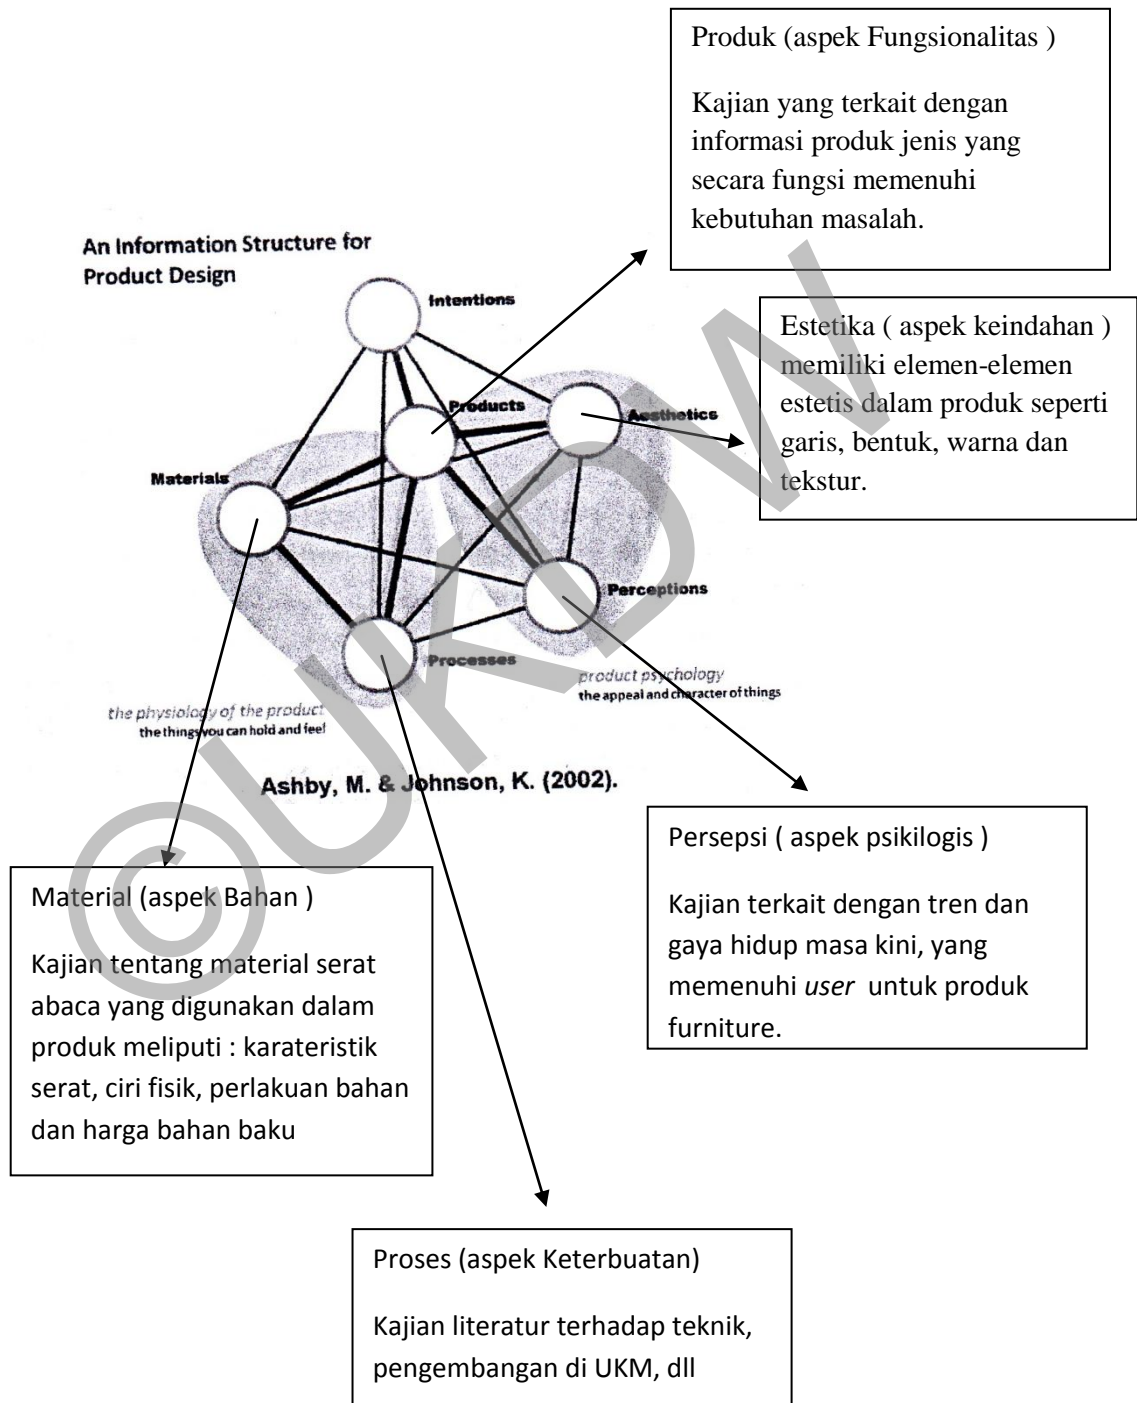 Produk (aspek Fungsionalitas )
Kajian yang terkait dengan
informasi produk jenis yang
secara fungsi memenuhi
kebutuhan masalah.
An Information Structure for
Product Design
Intentions
Estetika ( aspek keindahan )
memiliki elemen-elemen
estetis dalam produk seperti
garis, bentuk, warna dan
tekstur.
Products
Aesthetics
Materials
Perceptions
Processes
product psychology
the appeal and character of things
the physiology of the product
the things you can hold and feel
Ashby, M. & Johnson, K. (2002).
Persepsi ( aspek psikilogis )
Kajian terkait dengan tren dan
gaya hidup masa kini, yang
memenuhi user untuk produk
furniture.
Material (aspek Bahan )
Kajian tentang material serat
abaca yang digunakan dalam
produk meliputi : karateristik
serat, ciri fisik, perlakuan bahan
dan harga bahan baku
Proses (aspek Keterbuatan)
Kajian literatur terhadap teknik,
pengembangan di UKM, dll
©UKDW